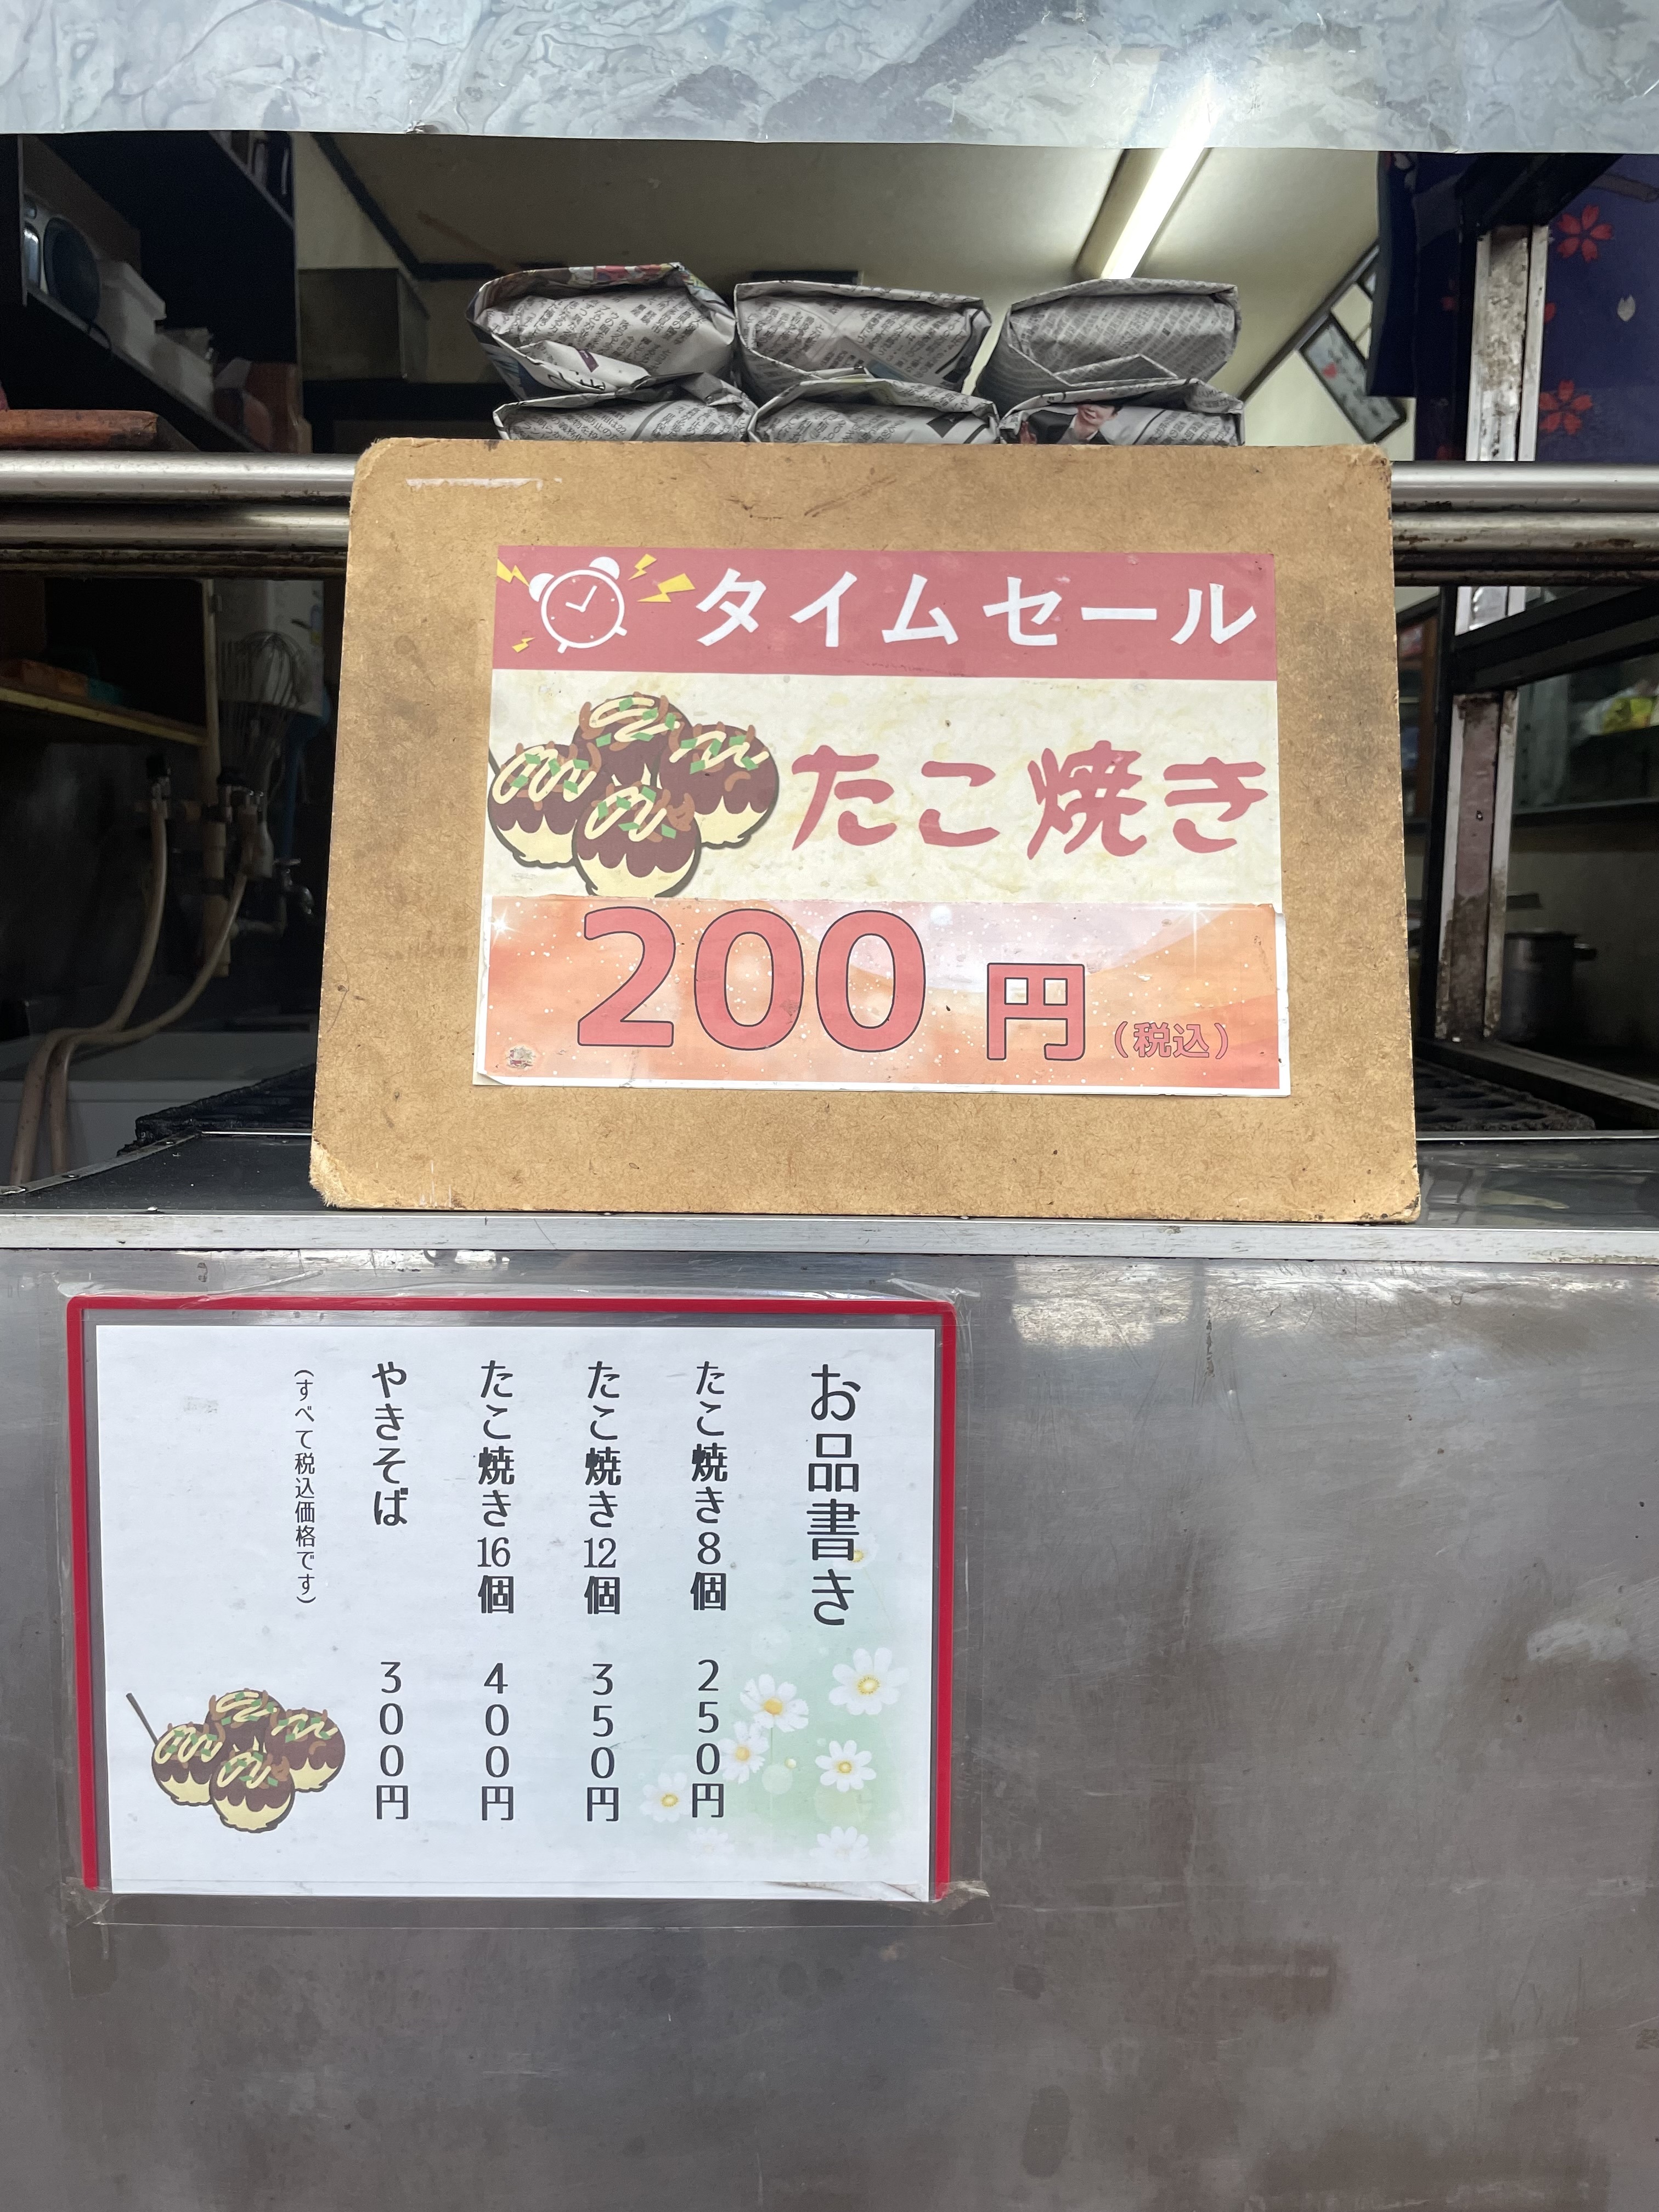 タイムセール
たこ焼き
200円(税込)
お品書き
たこ焼き8個 250円
たこ焼き12個 350円
たこ焼き16個 400円
やきそば 300円
(すべて税込価格です)